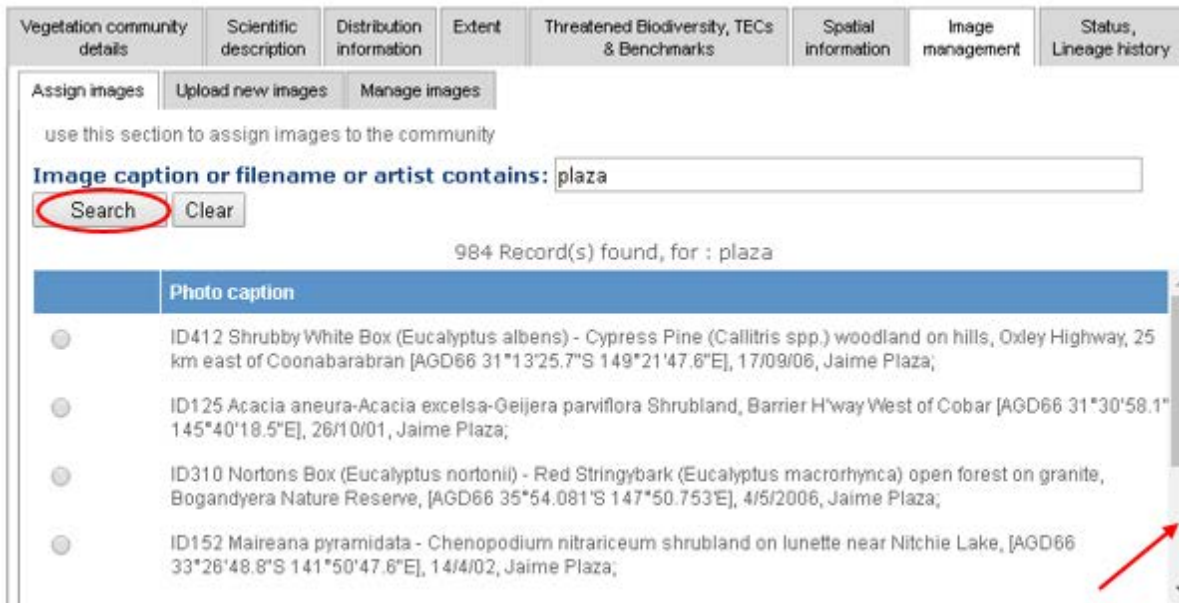 Vegetation community details
Scientific description
Distribution information
Extent
Threatened Biodiversity, TECs & Benchmarks
Spatial information
Image management
Status, Lineage history
Assign images
Upload new images
Manage images
use this section to assign images to the community
Image caption or filename or artist contains: plaza
Search Clear
984 Record(s) found, for : plaza
Photo caption
ID412 Shrubby White Box (Eucalyptus albens) - Cypress Pine (Callitris spp.) woodland on hills, Oxley Highway, 25
km east of Coonabarabran [AGD66 31°13'25.7"S 149°21'47.6"E], 17/09/06, Jaime Plaza;
ID125 Acacia aneura-Acacia excelsa-Geijera parviflora Shrubland, Barrier H'way West of Cobar [AGD66 31°30'58.1"
145°40'18.5"E], 26/10/01, Jaime Plaza;
ID310 Nortons Box (Eucalyptus nortonii) - Red Stringybark (Eucalyptus macrorhynca) open forest on granite,
Bogandyera Nature Reserve, [AGD66 35°54.081'S 147°50.753'E], 4/5/2006, Jaime Plaza;
ID152 Maireana pyramidata - Chenopodium nitrariceum shrubland on lunette near Nitchie Lake, [AGD66
33°26'48.8"S 141°50'47.6"E], 14/4/02, Jaime Plaza;